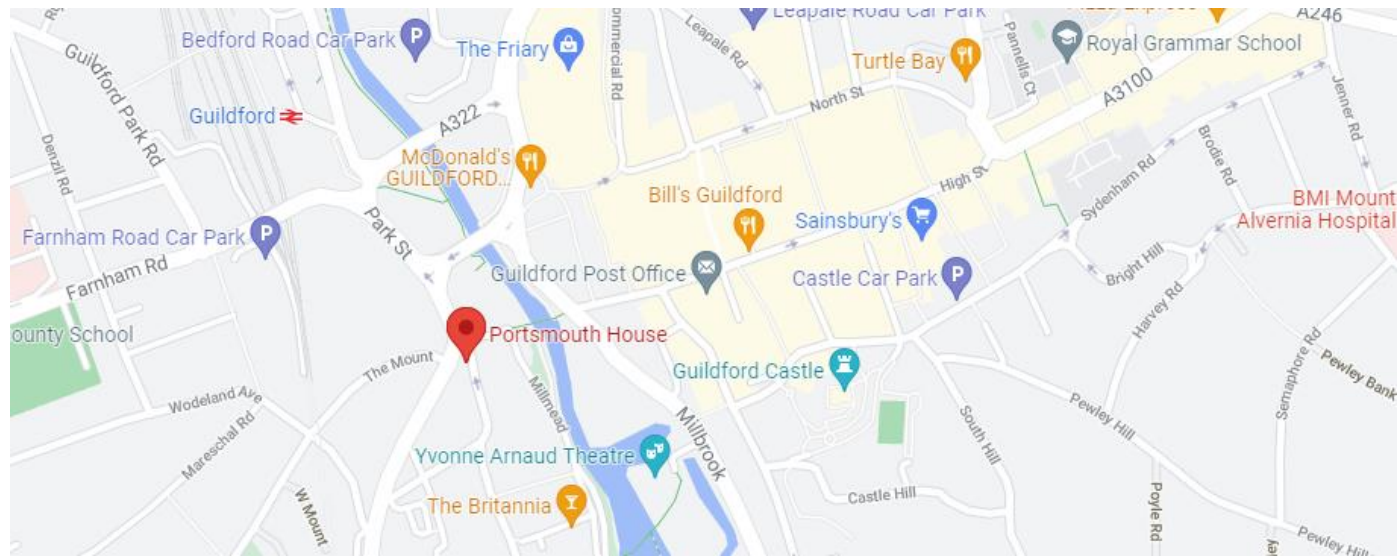 Leapale Road Car Park
A246
Bedford Road Car Park
P
The Friary
Commercial Rd
Leapale Rd
Turtle Bay
Pannells Ct
Royal Grammar School
Guildford Park Rd
Guildford
A322
North St
A3100
Jenner Rd
Denzil Rd
McDonald's
GUILDFORD...
Bill's Guildford
High St
Sydenham Rd
Brodie Rd
BMI Mount
Alvernia Hospital
Park St
Sainsbury's
Farnham Road Car Park
P
Farnham Rd
Guildford Post Office
Castle Car Park
P
Bright Hill
Harvey Rd
ounty School
Portsmouth House
The Mount
Guildford Castle
Semaphore Rd
Pewley Bank
Wodeland Ave
Mareschal Rd
Millmead
Millbrook
South Hill
Pewley Hill
Yvonne Arnaud Theatre
W Mount
The Britannia
Castle Hill
Poyle Rd
Pewley Hill